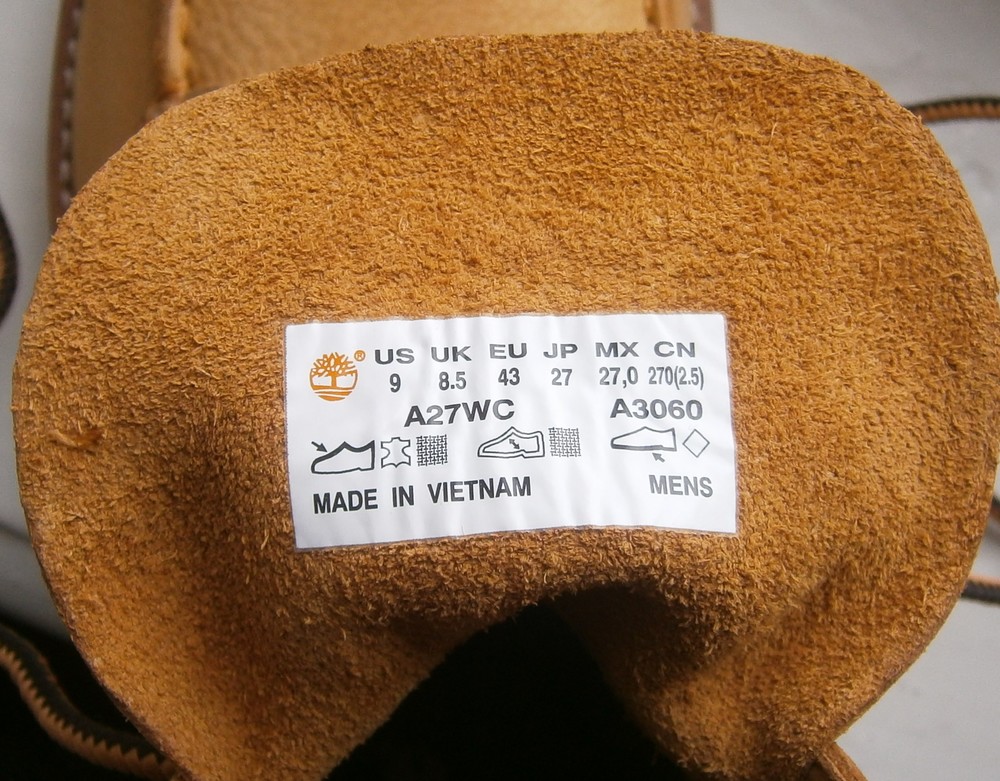 ® US UK EU JP MX CN
9 8.5 43 27 27,0 270(2.5)
A27WC A3060
MADE IN VIETNAM MENS